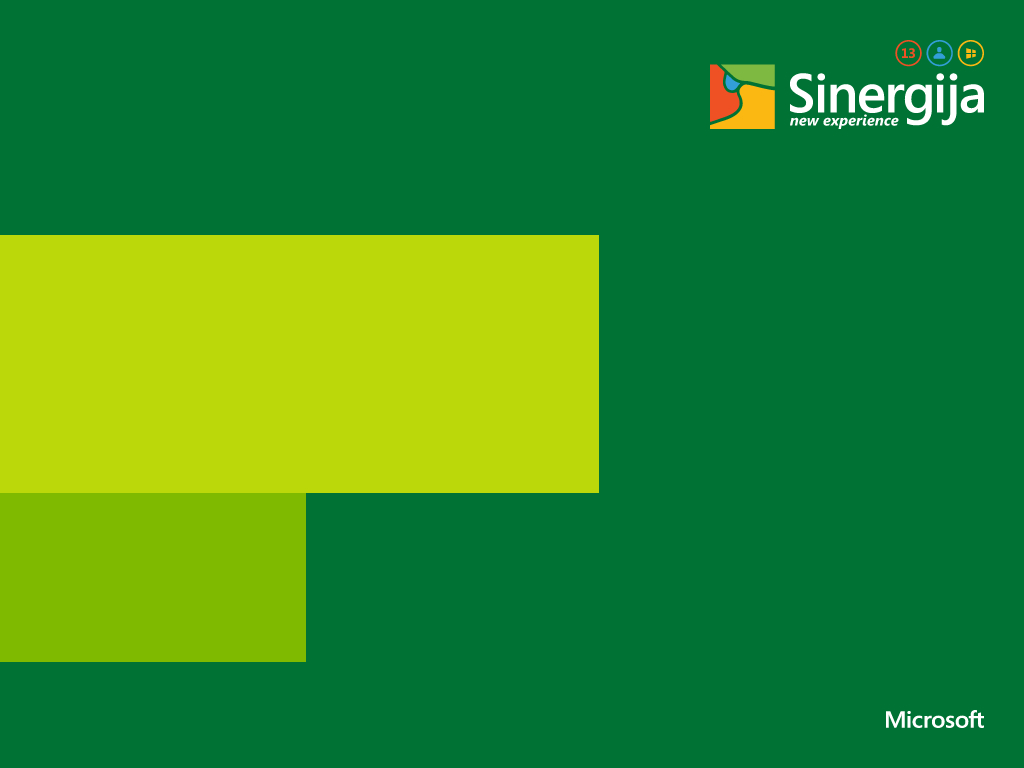 13
Sinergija
new experience
Microsoft